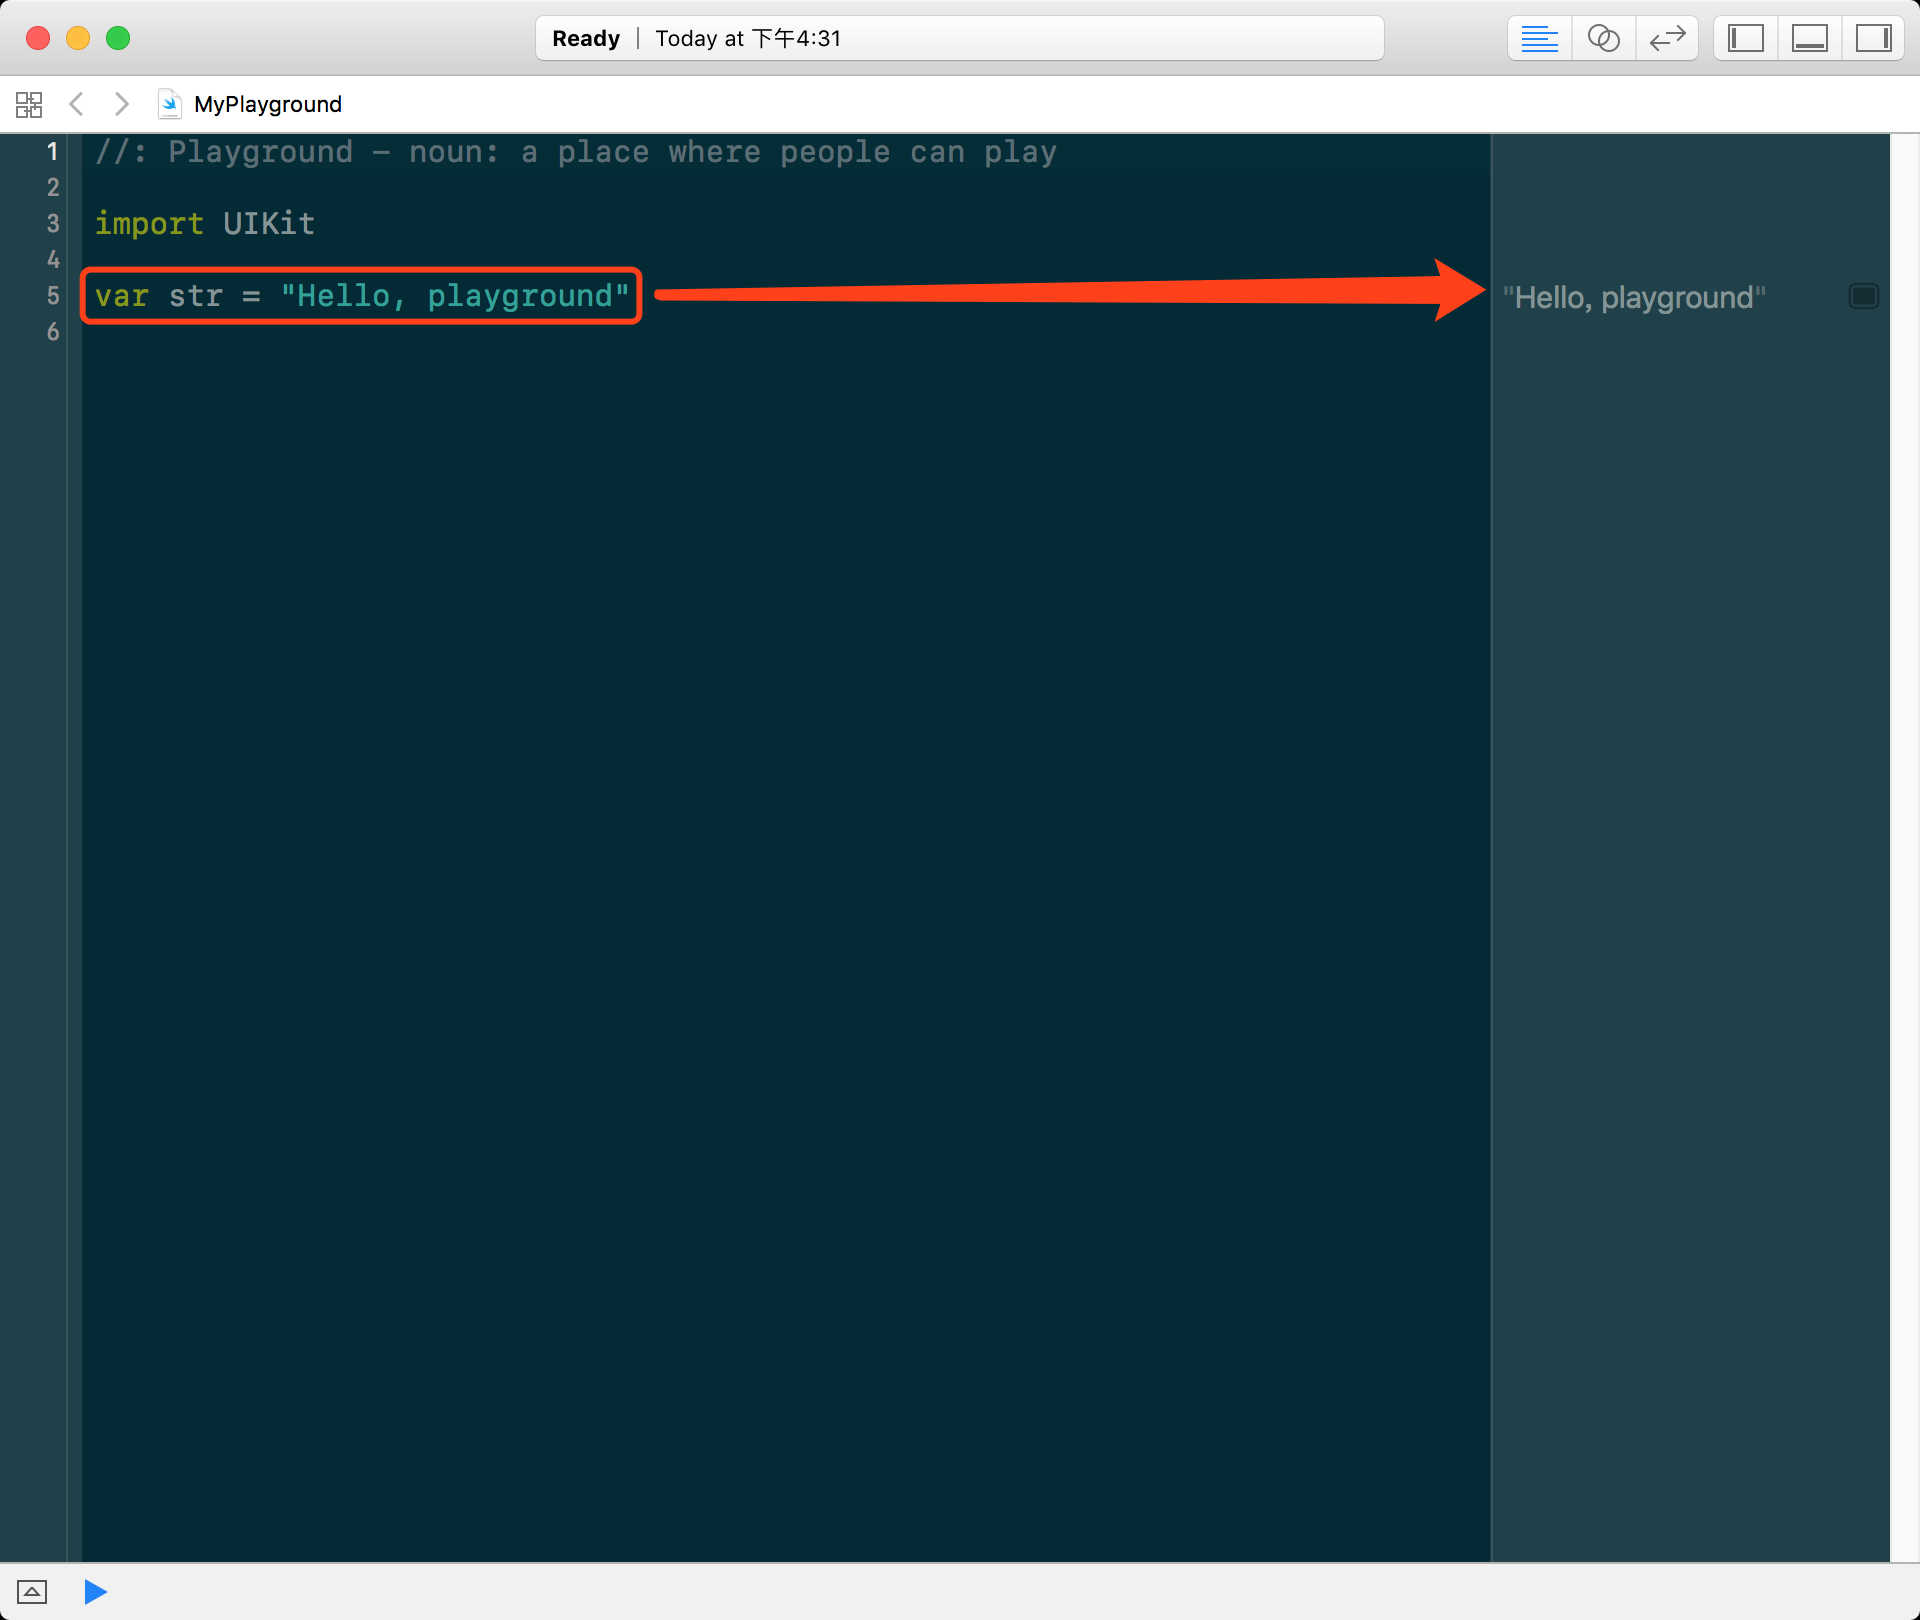 Ready | Today at 下午4:31
MyPlayground
1 //: Playground - noun: a place where people can play
2
3 import UIKit
4
5 var str = "Hello, playground" "Hello, playground"
6